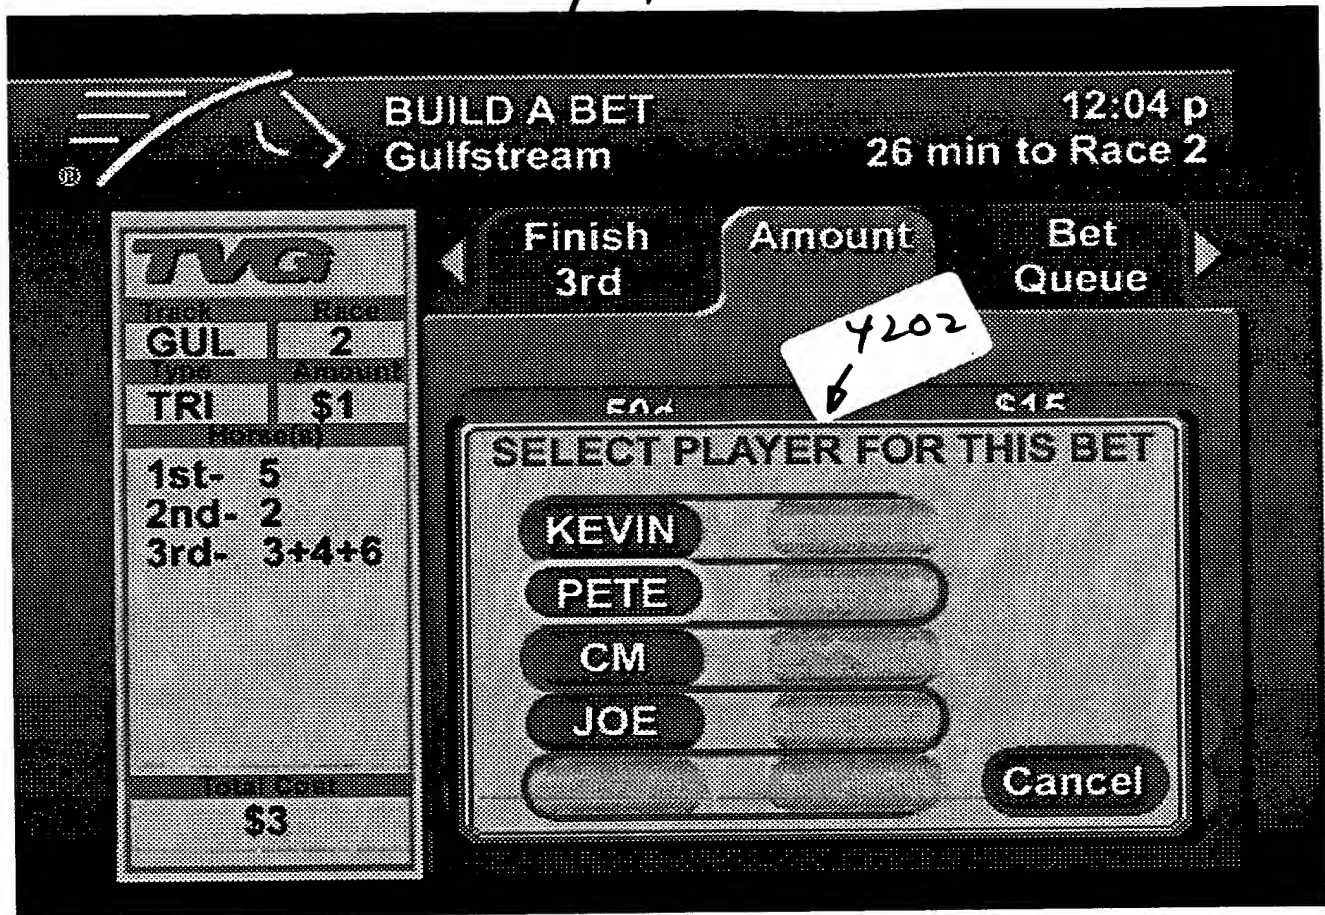 BUILD A BET
Gulfstream
12:04 p
26 min to Race 2
®
Finish
3rd
Amount
Bet
Queue
TVG
Track Race
GUL 2
Type Amount
TRI $1
Horse(s)
1st- 5
2nd- 2
3rd- 3+4+6
Total Cost
$3
4202
50¢ $15
SELECT PLAYER FOR THIS BET
KEVIN
PETE
CM
JOE
Cancel